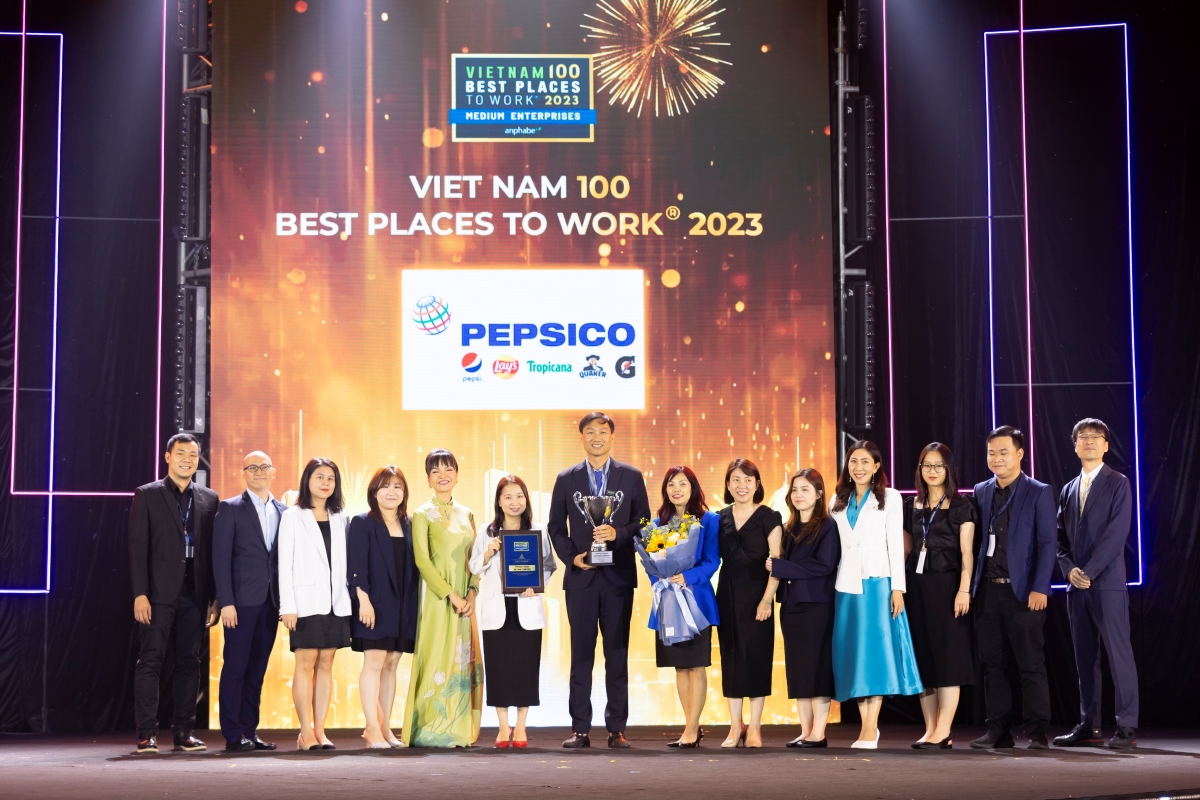 VIETNAM 100
BEST PLACES
TO WORK® 2023
MEDIUM ENTERPRISES
anphabe
VIET NAM 100
BEST PLACES TO WORK® 2023
PEPSICO
pepsi
Lay's
Tropicana
QUAKER
G